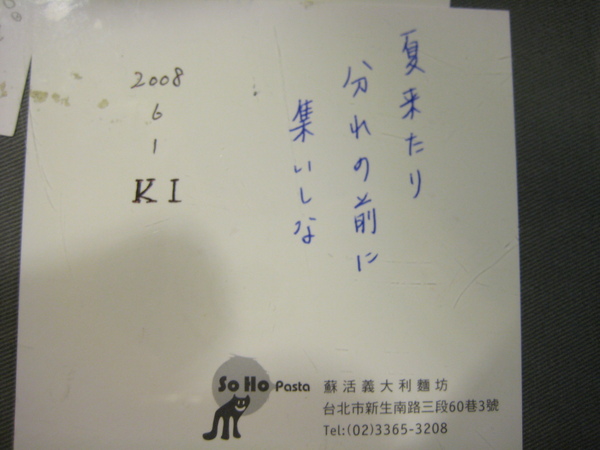 夏来たり
分れの前に
集いしな
2008
6
1
KI
SoHo Pasta
蘇活義大利麵坊
台北市新生南路三段60巷3號
Tel:(02)3365-3208